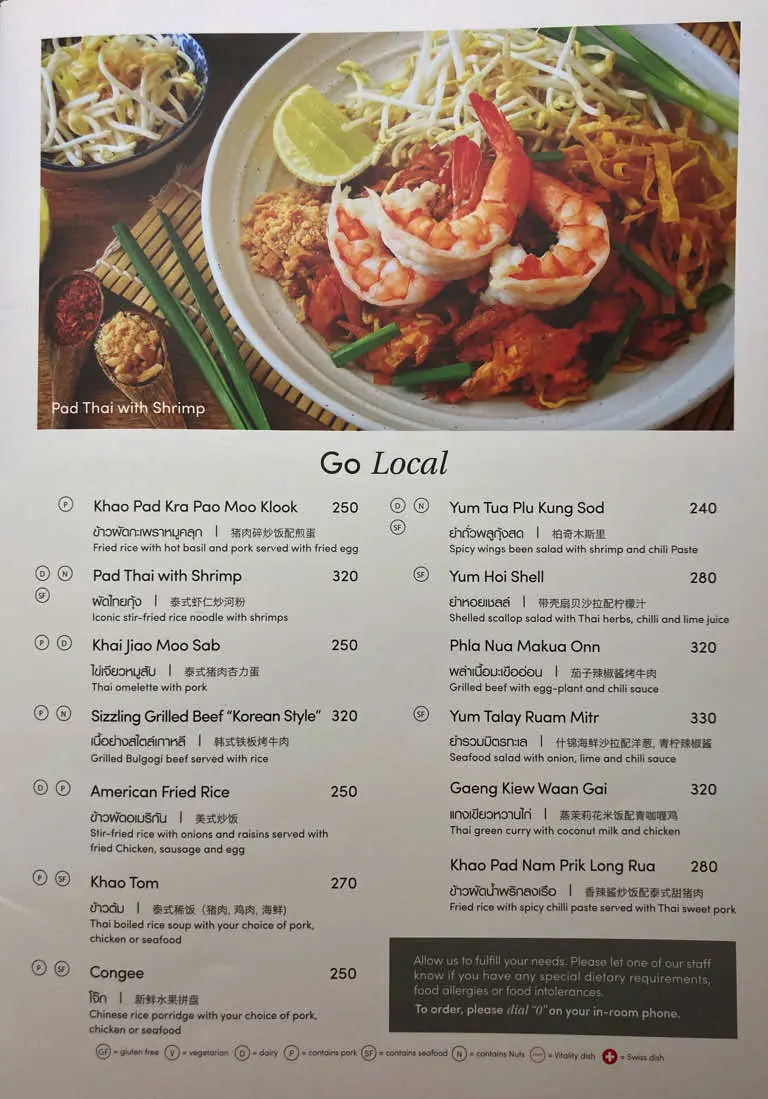 Pad Thai with Shrimp
Go Local
P Khao Pad Kra Pao Moo Klook 250
ข้าวผัดกะเพราหมูคลุก | 猪肉碎炒饭配煎蛋
Fried rice with hot basil and pork served with fried egg
D N SF Pad Thai with Shrimp 320
ผัดไทยกุ้ง | 泰式虾仁炒河粉
Iconic stir-fried rice noodle with shrimps
P D Khai Jiao Moo Sab 250
ไข่เจียวหมูสับ | 泰式猪肉杏力蛋
Thai omelette with pork
P N Sizzling Grilled Beef “Korean Style” 320
เนื้อย่างสไตล์เกาหลี | 韩式铁板烤牛肉
Grilled Bulgogi beef served with rice
D P American Fried Rice 250
ข้าวผัดอเมริกัน | 美式炒饭
Stir-fried rice with onions and raisins served with
fried Chicken, sausage and egg
P SF Khao Tom 270
ข้าวต้ม | 泰式稀饭（猪肉, 鸡肉, 海鲜）
Thai boiled rice soup with your choice of pork,
chicken or seafood
P SF Congee 250
โจ๊ก | 新鲜水果拼盘
Chinese rice porridge with your choice of pork,
chicken or seafood
D N SF Yum Tua Plu Kung Sod 240
ยำถั่วพลูกุ้งสด | 柏奇木斯里
Spicy wings been salad with shrimp and chili Paste
SF Yum Hoi Shell 280
ยำหอยเชลล์ | 带壳扇贝沙拉配柠檬汁
Shelled scallop salad with Thai herbs, chilli and lime juice
Phla Nua Makua Onn 320
พล่าเนื้อมะเขืออ่อน | 茄子辣椒酱烤牛肉
Grilled beef with egg-plant and chili sauce
SF Yum Talay Ruam Mitr 330
ยำรวมมิตรทะเล | 什锦海鲜沙拉配洋葱, 青柠辣椒酱
Seafood salad with onion, lime and chili sauce
Gaeng Kiew Waan Gai 320
แกงเขียวหวานไก่ | 蒸茉莉花米饭配青咖喱鸡
Thai green curry with coconut milk and chicken
Khao Pad Nam Prik Long Rua 280
ข้าวผัดน้ำพริกลงเรือ | 香辣酱炒饭配泰式甜猪肉
Fried rice with spicy chilli paste served with Thai sweet pork
Allow us to fulfill your needs. Please let one of our staff
know if you have any special dietary requirements,
food allergies or food intolerances.
To order, please dial “0” on your in-room phone.
GF = gluten free V = vegetarian D = dairy P = contains pork SF = contains seafood N = contains Nuts = Vitality dish = Swiss dish